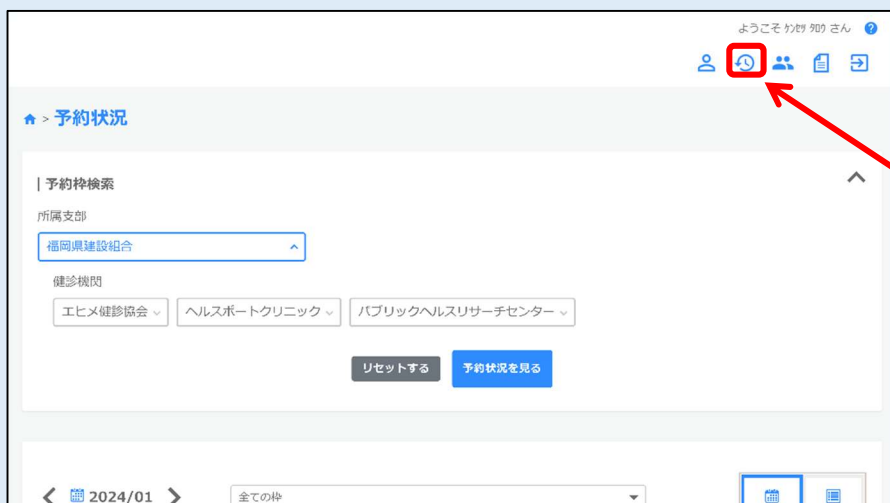 ようこそ ｹﾝｾﾂ ﾀﾛｳ さん ?
> 予約状況
| 予約枠検索
所属支部
福岡県建設組合
健診機関
エヒメ健診協会 ヘルスポートクリニック パブリックヘルスリサーチセンター
リセットする 予約状況を見る
2024/01 全ての枠